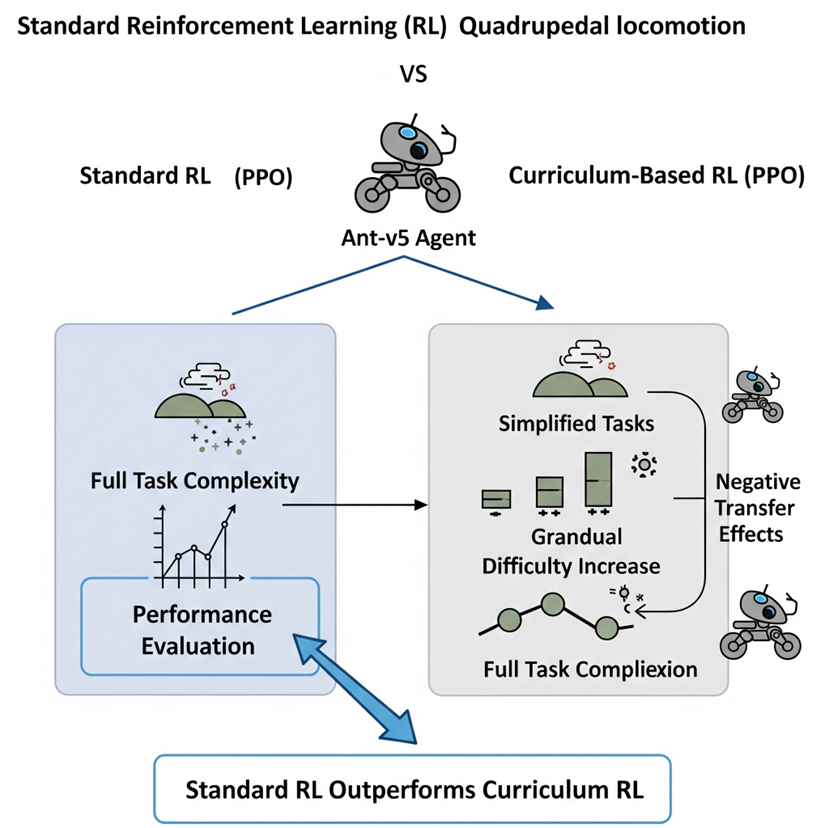 Standard Reinforcement Learning (RL) Quadrupedal locomotion
VS
Standard RL (PPO)
Curriculum-Based RL (PPO)
Ant-v5 Agent
Full Task Complexity
Performance
Evaluation
Simplified Tasks
Grandual
Difficulty Increase
Full Task Compliexion
Negative
Transfer
Effects
Standard RL Outperforms Curriculum RL